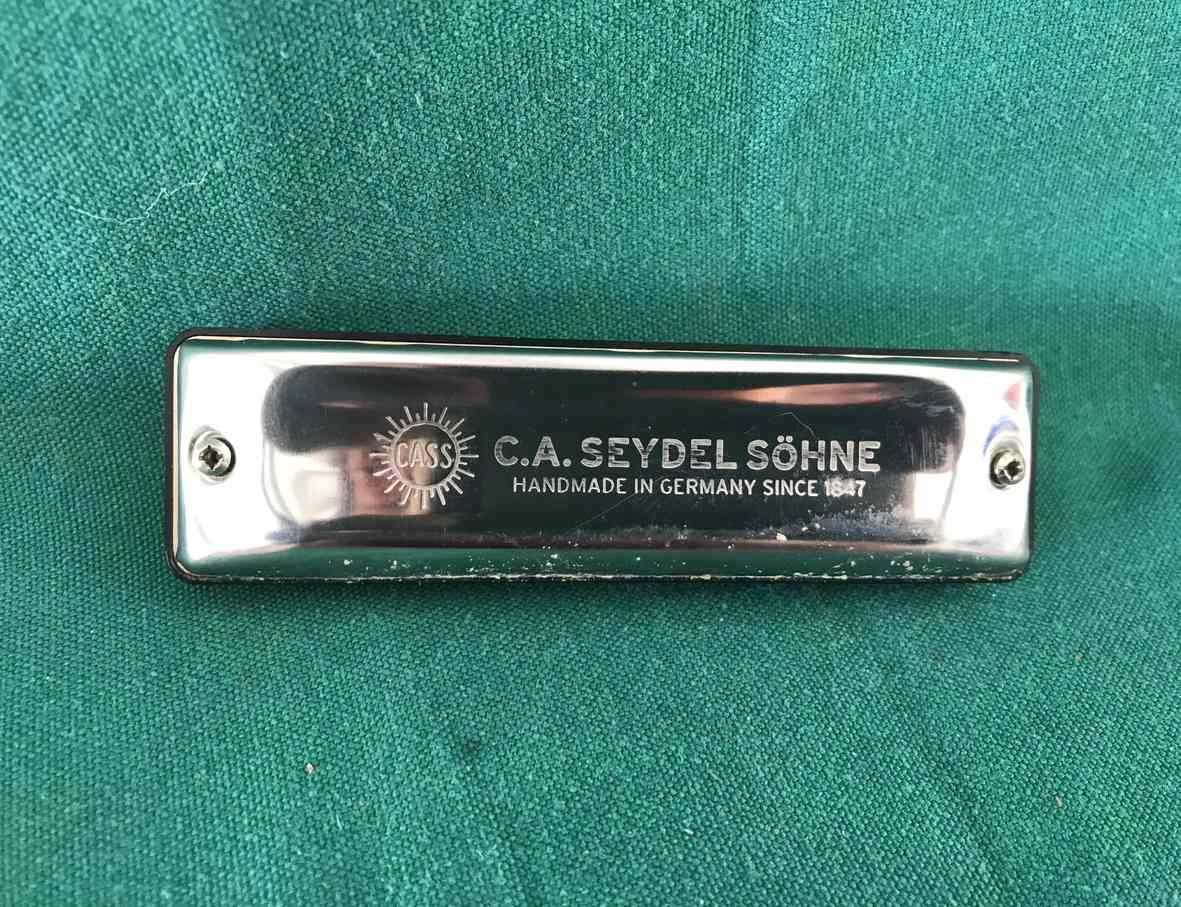 CASS
C.A. SEYDEL SÖHNE
HANDMADE IN GERMANY SINCE 1847